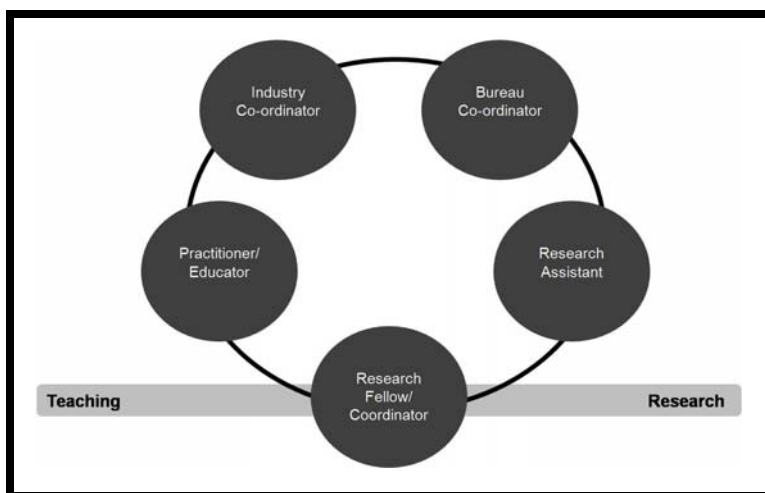 Industry
Co-ordinator
Bureau
Co-ordinator
Practitioner/
Educator
Research
Assistant
Research
Fellow/
Coordinator
Teaching
Research